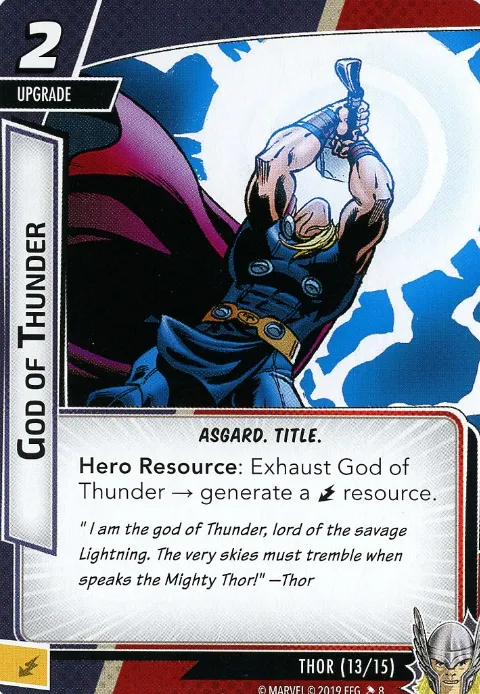 2
UPGRADE
GOD OF THUNDER
ASGARD. TITLE.
Hero Resource: Exhaust God of
Thunder → generate a resource.
"I am the god of Thunder, lord of the savage
Lightning. The very skies must tremble when
speaks the Mighty Thor!" —Thor
THOR (13/15)
© MARVEL © 2019 FFG 8